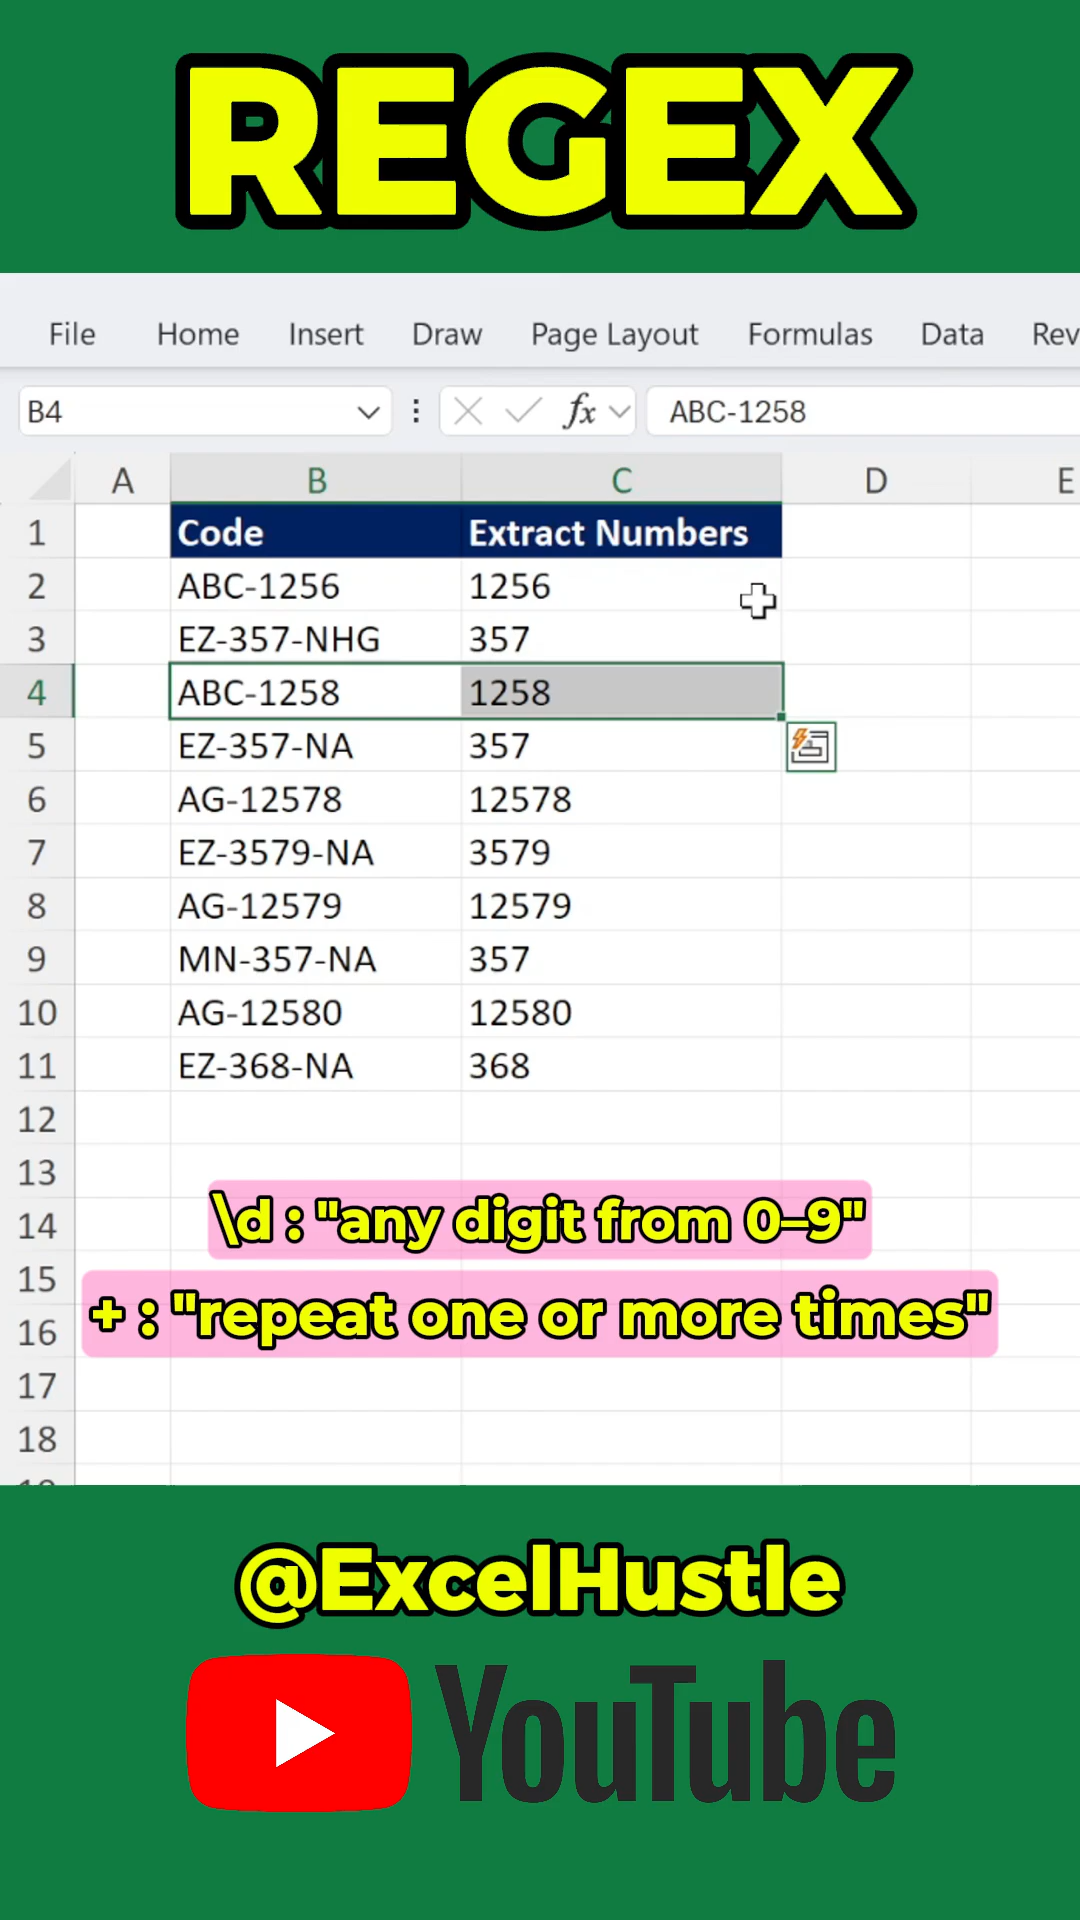 REGEX
File Home Insert Draw Page Layout Formulas Data Rev
B4 fx ABC-1258
A B C D E
1 Code Extract Numbers
2 ABC-1256 1256
3 EZ-357-NHG 357
4 ABC-1258 1258
5 EZ-357-NA 357
6 AG-12578 12578
7 EZ-3579-NA 3579
8 AG-12579 12579
9 MN-357-NA 357
10 AG-12580 12580
11 EZ-368-NA 368
12
13
14 \d : "any digit from 0–9"
15
16 + : "repeat one or more times"
17
18
@ExcelHustle
YouTube